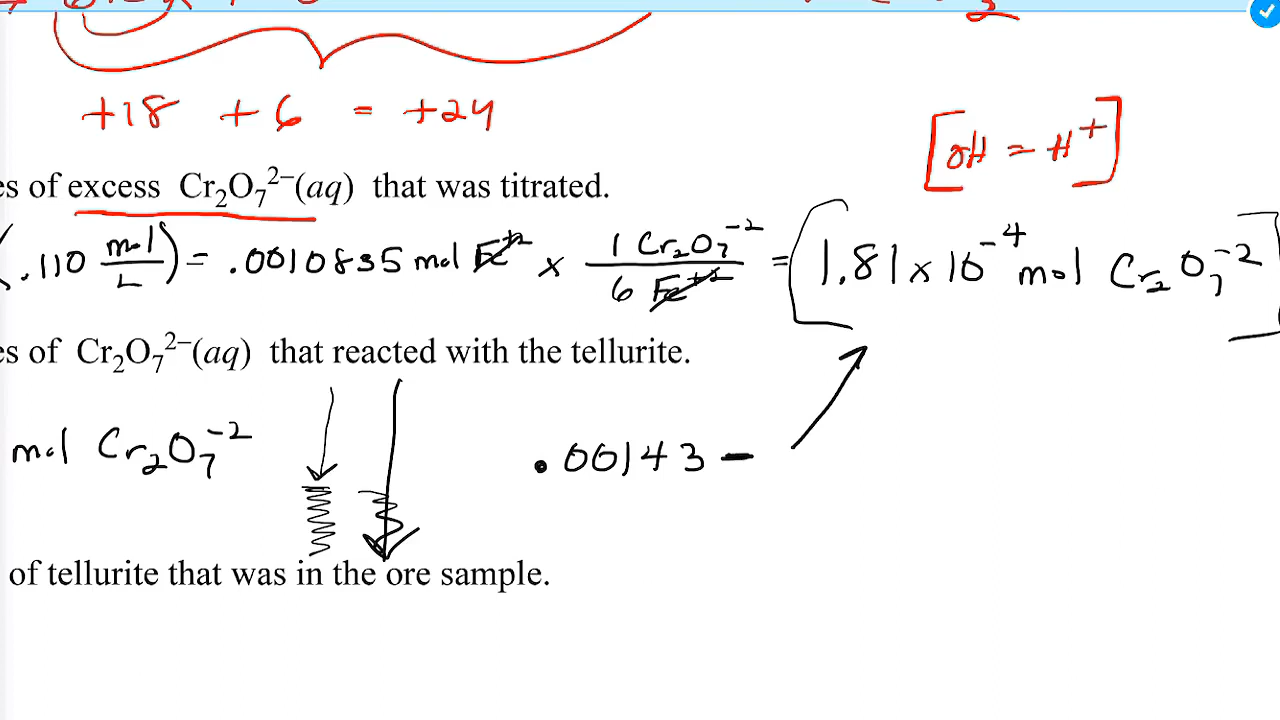 +18 + 6 = +24
[OH = H⁺]
es of excess Cr₂O₇²⁻(aq) that was titrated.
(.110 mol/L) = .0010835 mol Fe⁺² × 1 Cr₂O₇⁻² / 6 Fe⁺² = [1.81 × 10⁻⁴ mol Cr₂O₇⁻²]
es of Cr₂O₇²⁻(aq) that reacted with the tellurite.
mol Cr₂O₇⁻² .00143 –
of tellurite that was in the ore sample.